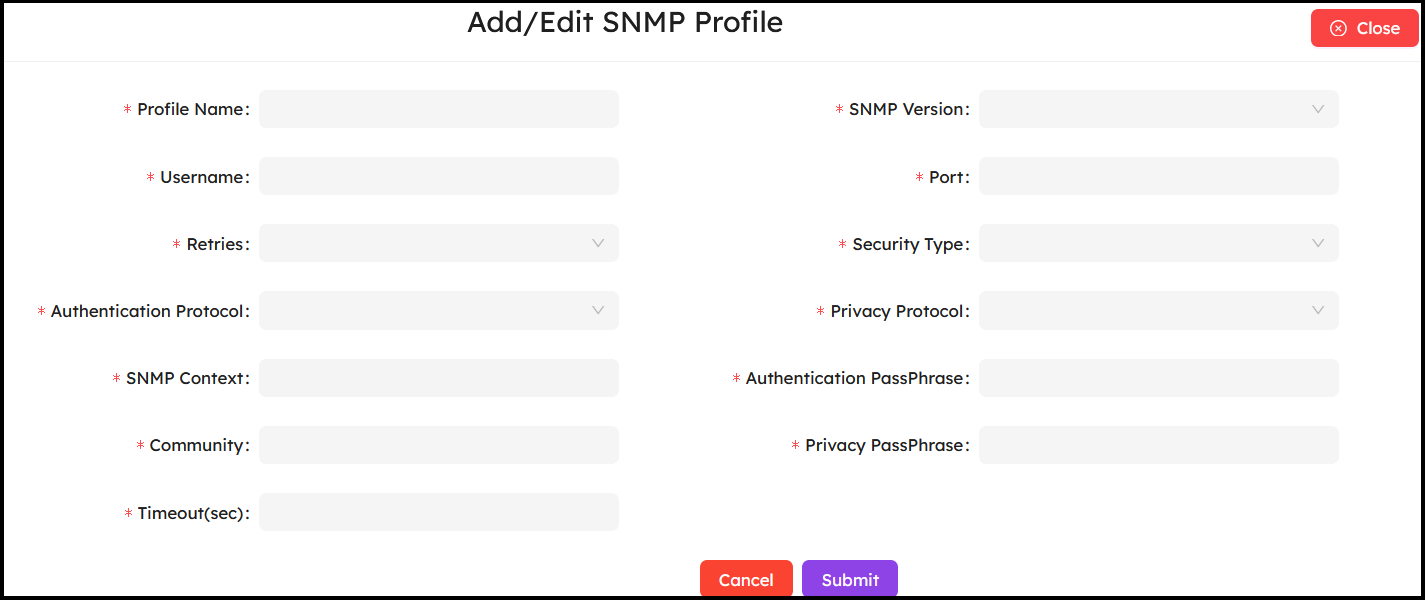 Add/Edit SNMP Profile
Close
* Profile Name:
* SNMP Version:
* Username:
* Port:
* Retries:
* Security Type:
* Authentication Protocol:
* Privacy Protocol:
* SNMP Context:
* Authentication PassPhrase:
* Community:
* Privacy PassPhrase:
* Timeout(sec):
Cancel
Submit